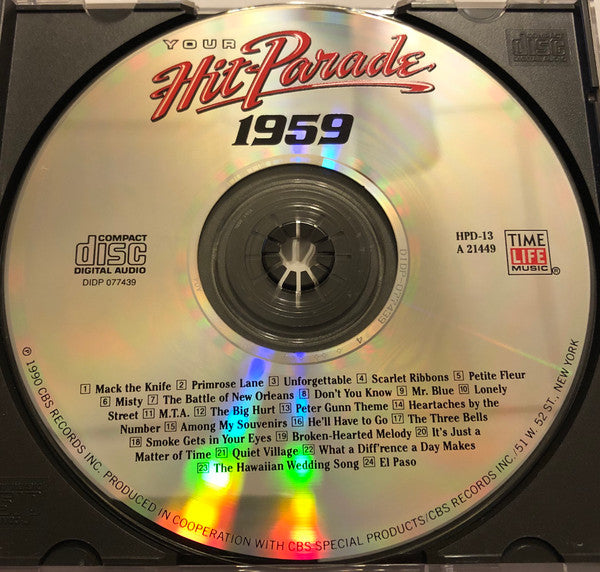 YOUR
Hit Parade
1959
COMPACT
disc
DIGITAL AUDIO
DIDP 077439
HPD-13
A 21449
TIME
LIFE
MUSIC®
1 Mack the Knife 2 Primrose Lane 3 Unforgettable 4 Scarlet Ribbons 5 Petite Fleur
6 Misty 7 The Battle of New Orleans 8 Don't You Know 9 Mr. Blue 10 Lonely
Street 11 M.T.A. 12 The Big Hurt 13 Peter Gunn Theme 14 Heartaches by the
Number 15 Among My Souvenirs 16 He'll Have to Go 17 The Three Bells
18 Smoke Gets in Your Eyes 19 Broken-Hearted Melody 20 It's Just a
Matter of Time 21 Quiet Village 22 What a Diff'rence a Day Makes
23 The Hawaiian Wedding Song 24 El Paso
℗ 1990 CBS RECORDS INC. PRODUCED IN COOPERATION WITH CBS SPECIAL PRODUCTS/CBS RECORDS INC./51 W. 52 ST. NEW YORK
COMPACT
disc